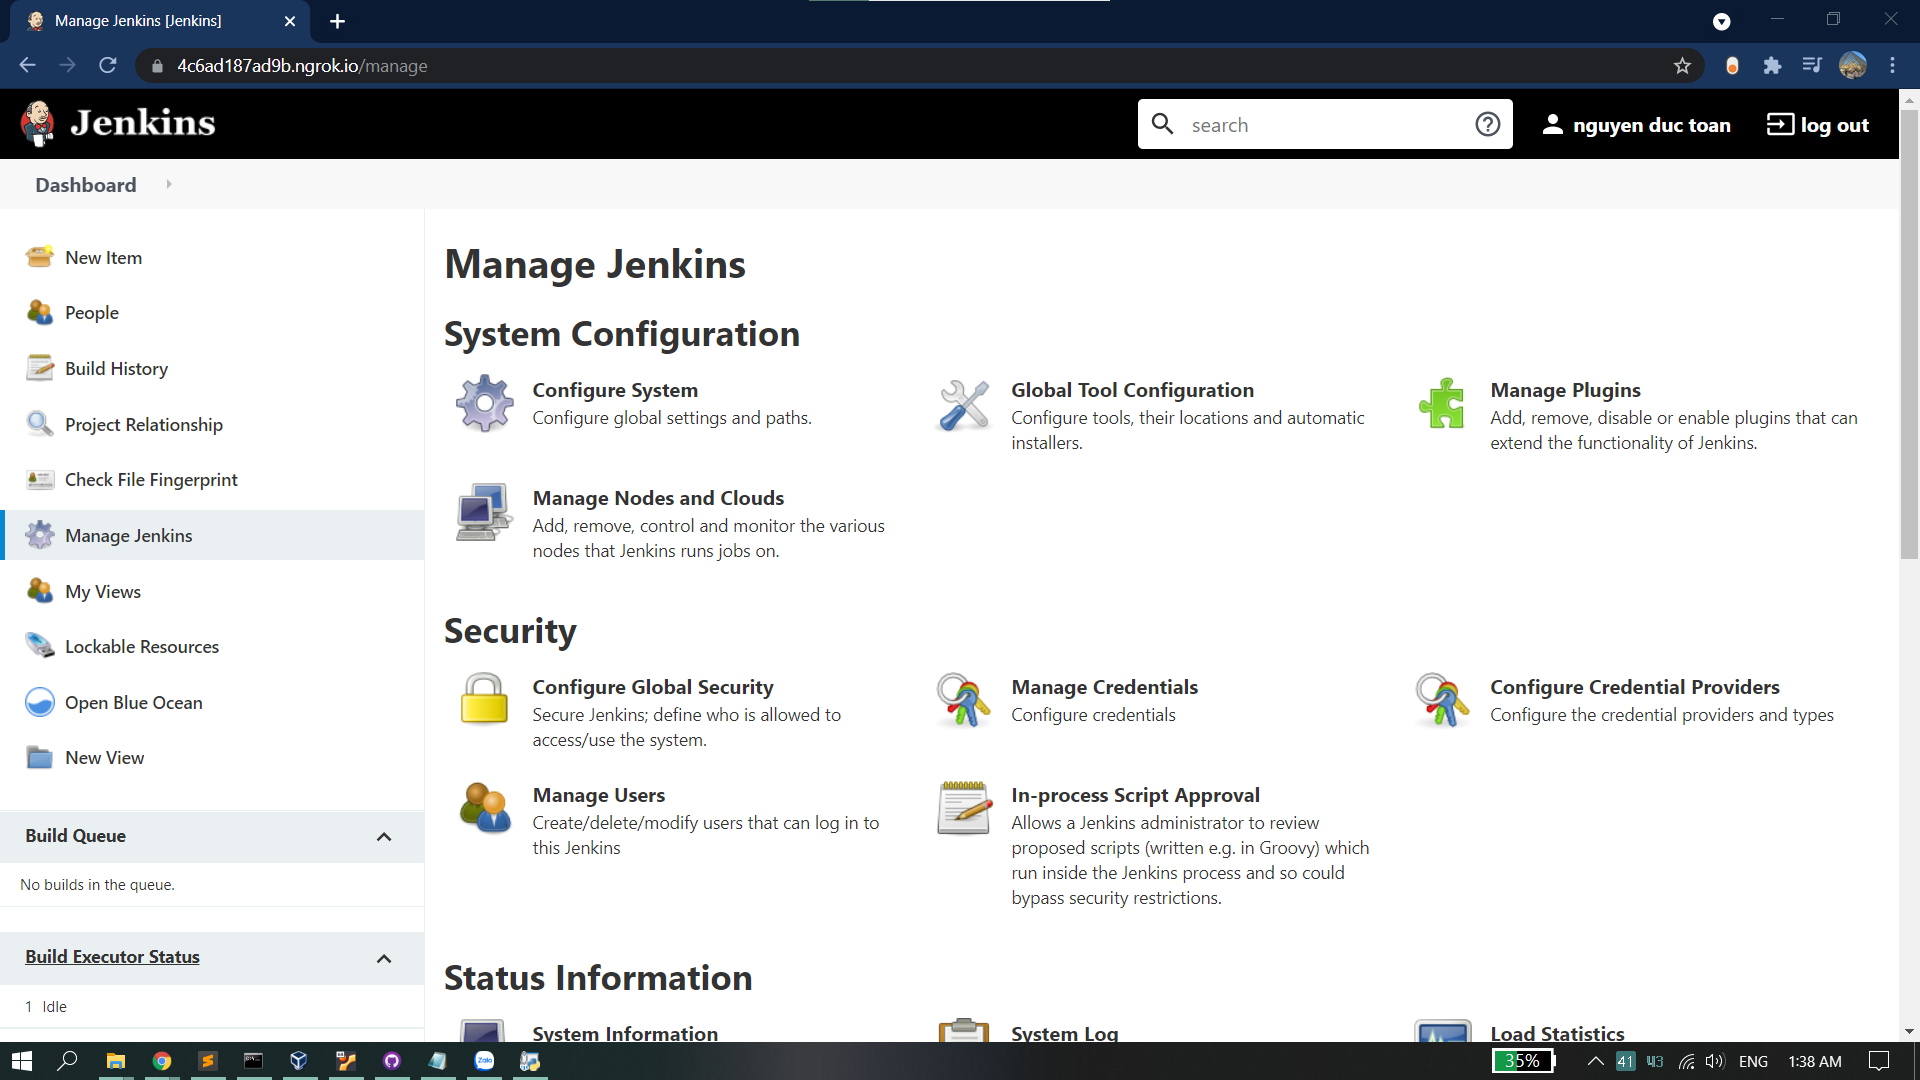 Manage Jenkins [Jenkins]
4c6ad187ad9b.ngrok.io/manage
Jenkins
search
nguyen duc toan
log out
Dashboard
New Item
People
Build History
Project Relationship
Check File Fingerprint
Manage Jenkins
My Views
Lockable Resources
Open Blue Ocean
New View
Build Queue
No builds in the queue.
Build Executor Status
1 Idle
Manage Jenkins
System Configuration
Configure System
Configure global settings and paths.
Global Tool Configuration
Configure tools, their locations and automatic
installers.
Manage Plugins
Add, remove, disable or enable plugins that can
extend the functionality of Jenkins.
Manage Nodes and Clouds
Add, remove, control and monitor the various
nodes that Jenkins runs jobs on.
Security
Configure Global Security
Secure Jenkins; define who is allowed to
access/use the system.
Manage Credentials
Configure credentials
Configure Credential Providers
Configure the credential providers and types
Manage Users
Create/delete/modify users that can log in to
this Jenkins
In-process Script Approval
Allows a Jenkins administrator to review
proposed scripts (written e.g. in Groovy) which
run inside the Jenkins process and so could
bypass security restrictions.
Status Information
System Information
System Log
Load Statistics
Zalo
35%
41
ENG
1:38 AM